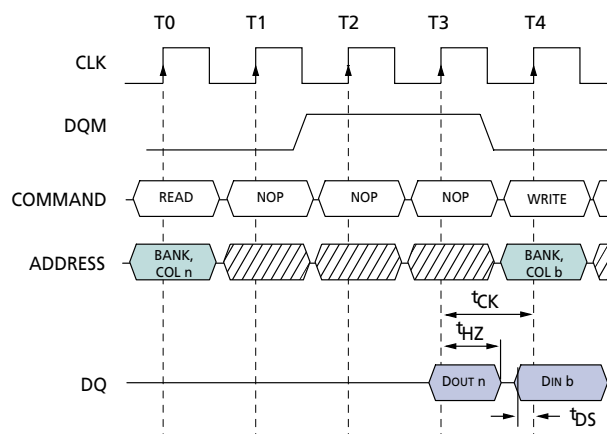 T0 T1 T2 T3 T4
CLK
DQM
COMMAND READ NOP NOP NOP WRITE
ADDRESS BANK, COL n BANK, COL b
tCK
tHZ
DQ DOUT n DIN b
tDS